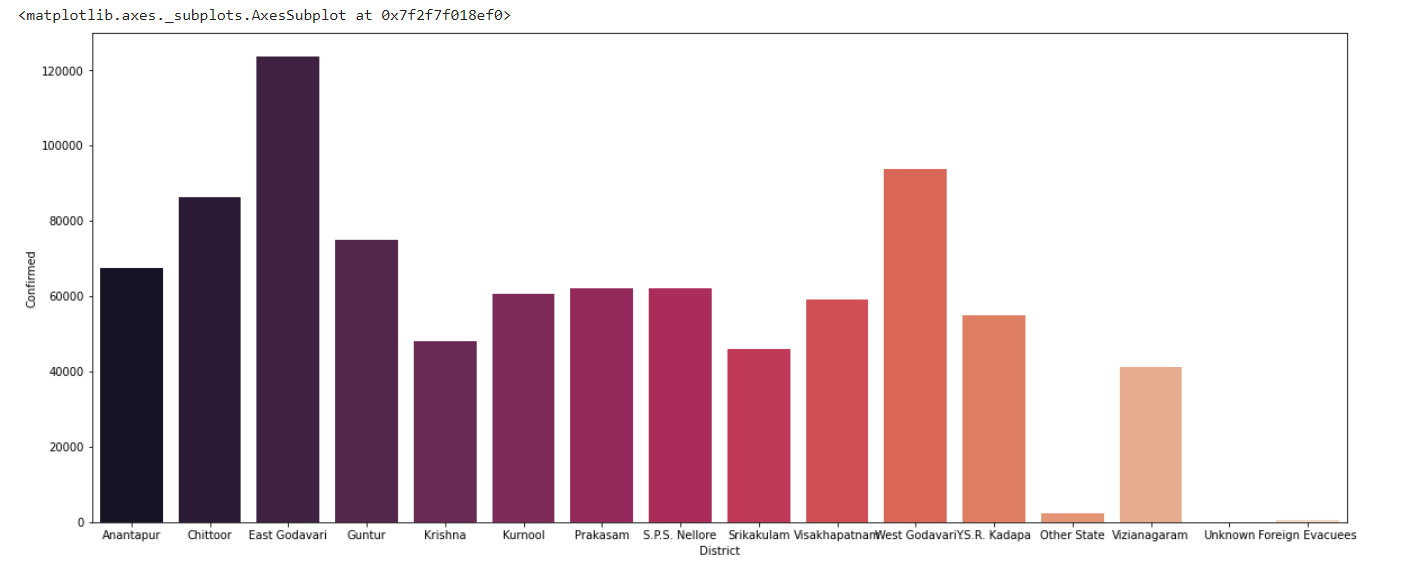 <matplotlib.axes._subplots.AxesSubplot at 0x7f2f7f018ef0>
120000
100000
80000
60000
40000
20000
0
Confirmed
Anantapur Chittoor East Godavari Guntur Krishna Kurnool Prakasam S.P.S. Nellore Srikakulam Visakhapatnam West Godavari Y.S.R. Kadapa Other State Vizianagaram Unknown Foreign Evacuees
District